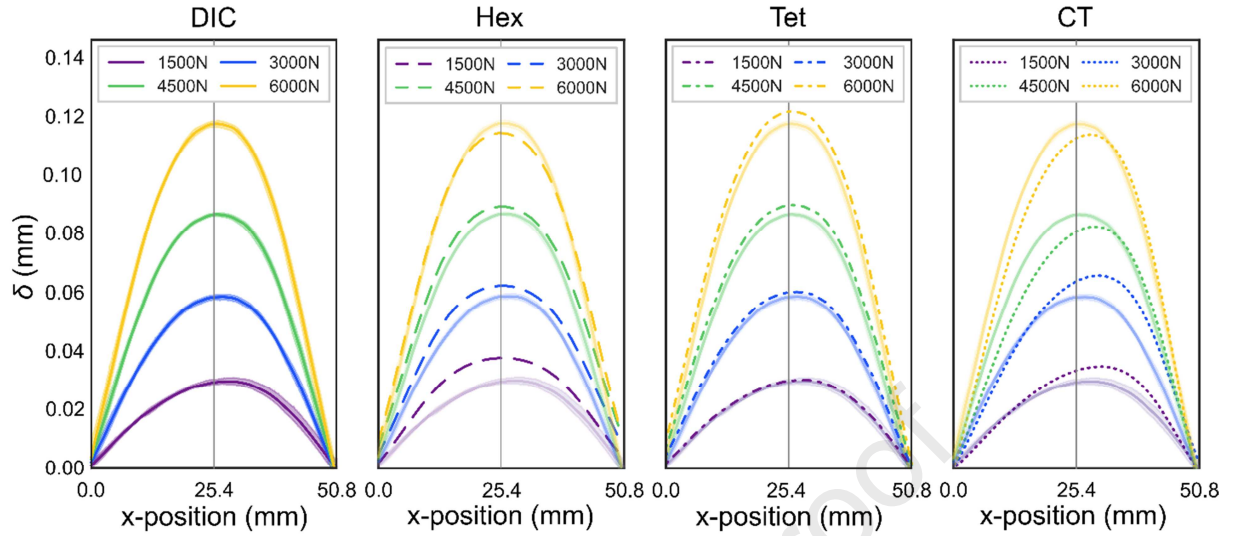 DIC
Hex
Tet
CT
1500N 3000N
4500N 6000N
1500N 3000N
4500N 6000N
1500N 3000N
4500N 6000N
1500N 3000N
4500N 6000N
δ (mm)
0.14
0.12
0.10
0.08
0.06
0.04
0.02
0.00
0.0 25.4 50.8
0.0 25.4 50.8
0.0 25.4 50.8
0.0 25.4 50.8
x-position (mm)
x-position (mm)
x-position (mm)
x-position (mm)